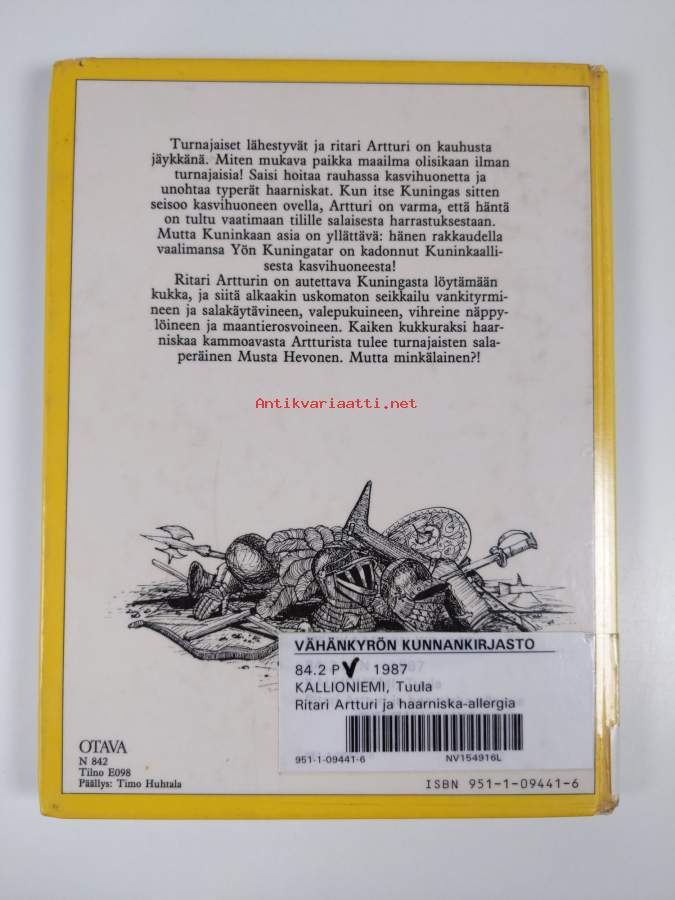 Turnajaiset lähestyvät ja ritari Artturi on kauhusta
jäykkänä. Miten mukava paikka maailma olisikaan ilman
turnajaisia! Saisi hoitaa rauhassa kasvihuonetta ja
unohtaa typerät haarniskat. Kun itse Kuningas sitten
seisoo kasvihuoneen ovella, Artturi on varma, että häntä
on tultu vaatimaan tilille salaisesta harrastuksestaan.
Mutta Kuninkaan asia on yllättävä: hänen rakkaudella
vaalimansa Yön Kuningatar on kadonnut Kuninkaalli-
sesta kasvihuoneesta!
Ritari Artturin on autettava Kuningasta löytämään
kukka, ja siitä alkaakin uskomaton seikkailu vankityrmi-
neen ja salakäytävineen, valepukuineen, vihreine näppy-
löineen ja maantierosvoineen. Kaiken kukkuraksi haar-
niskaa kammoavasta Artturista tulee turnajaisten sala-
peräinen Musta Hevonen. Mutta minkälainen?!
Antikvariaatti.net
VÄHÄNKYRÖN KUNNANKIRJASTO
84.2 P 1987
KALLIONIEMI, Tuula
Ritari Artturi ja haarniska-allergia
951-1-09441-6 NV154916L
OTAVA
N 842
Tilno E098
Päällys: Timo Huhtala
ISBN 951-1-09441-6